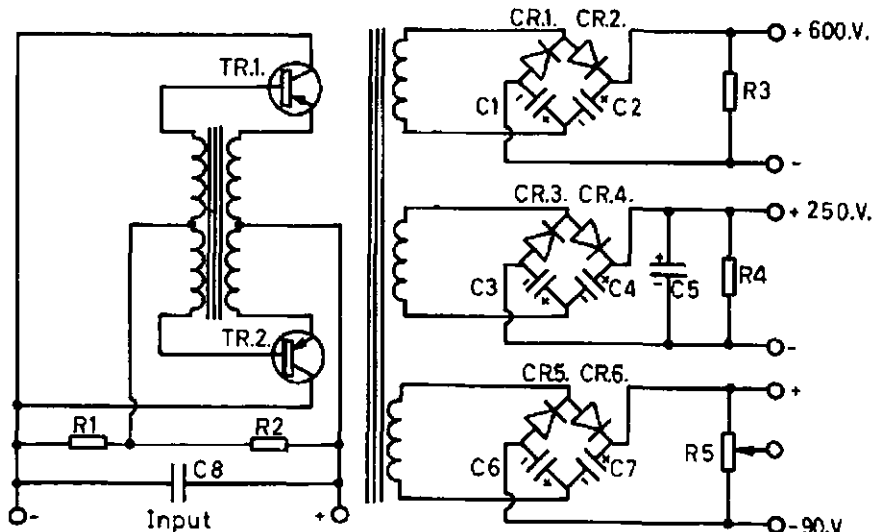 TR.1.
TR.2.
R1
R2
C8
- Input +
CR.1. CR.2.
C1
C2
+ 600.V.
R3
-
CR.3. CR.4.
C3
C4
C5
+ 250.V.
R4
-
CR5. CR.6.
C6
C7
+
R5
-90.V